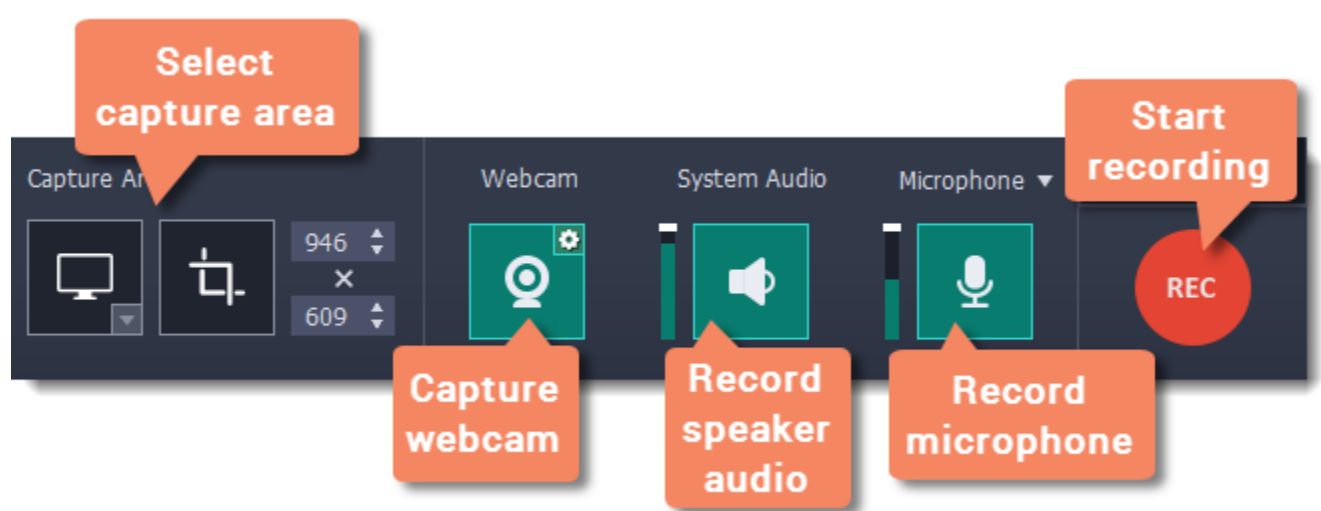 Select
capture area
Start
recording
Capture Ar
Webcam
System Audio
Microphone
946
×
609
REC
Capture
webcam
Record
speaker
audio
Record
microphone